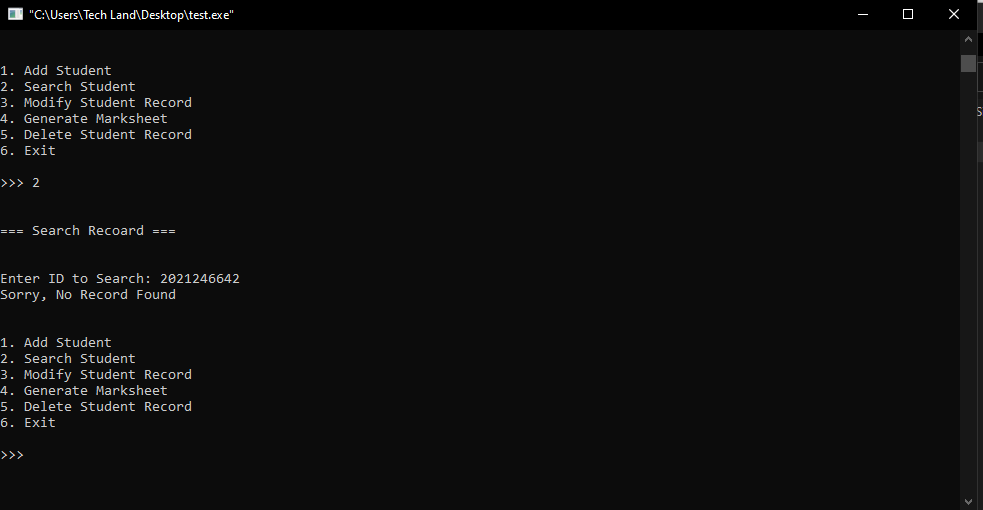 "C:\Users\Tech Land\Desktop\test.exe"
1. Add Student
2. Search Student
3. Modify Student Record
4. Generate Marksheet
5. Delete Student Record
6. Exit
>>> 2
=== Search Recoard ===
Enter ID to Search: 2021246642
Sorry, No Record Found
1. Add Student
2. Search Student
3. Modify Student Record
4. Generate Marksheet
5. Delete Student Record
6. Exit
>>>